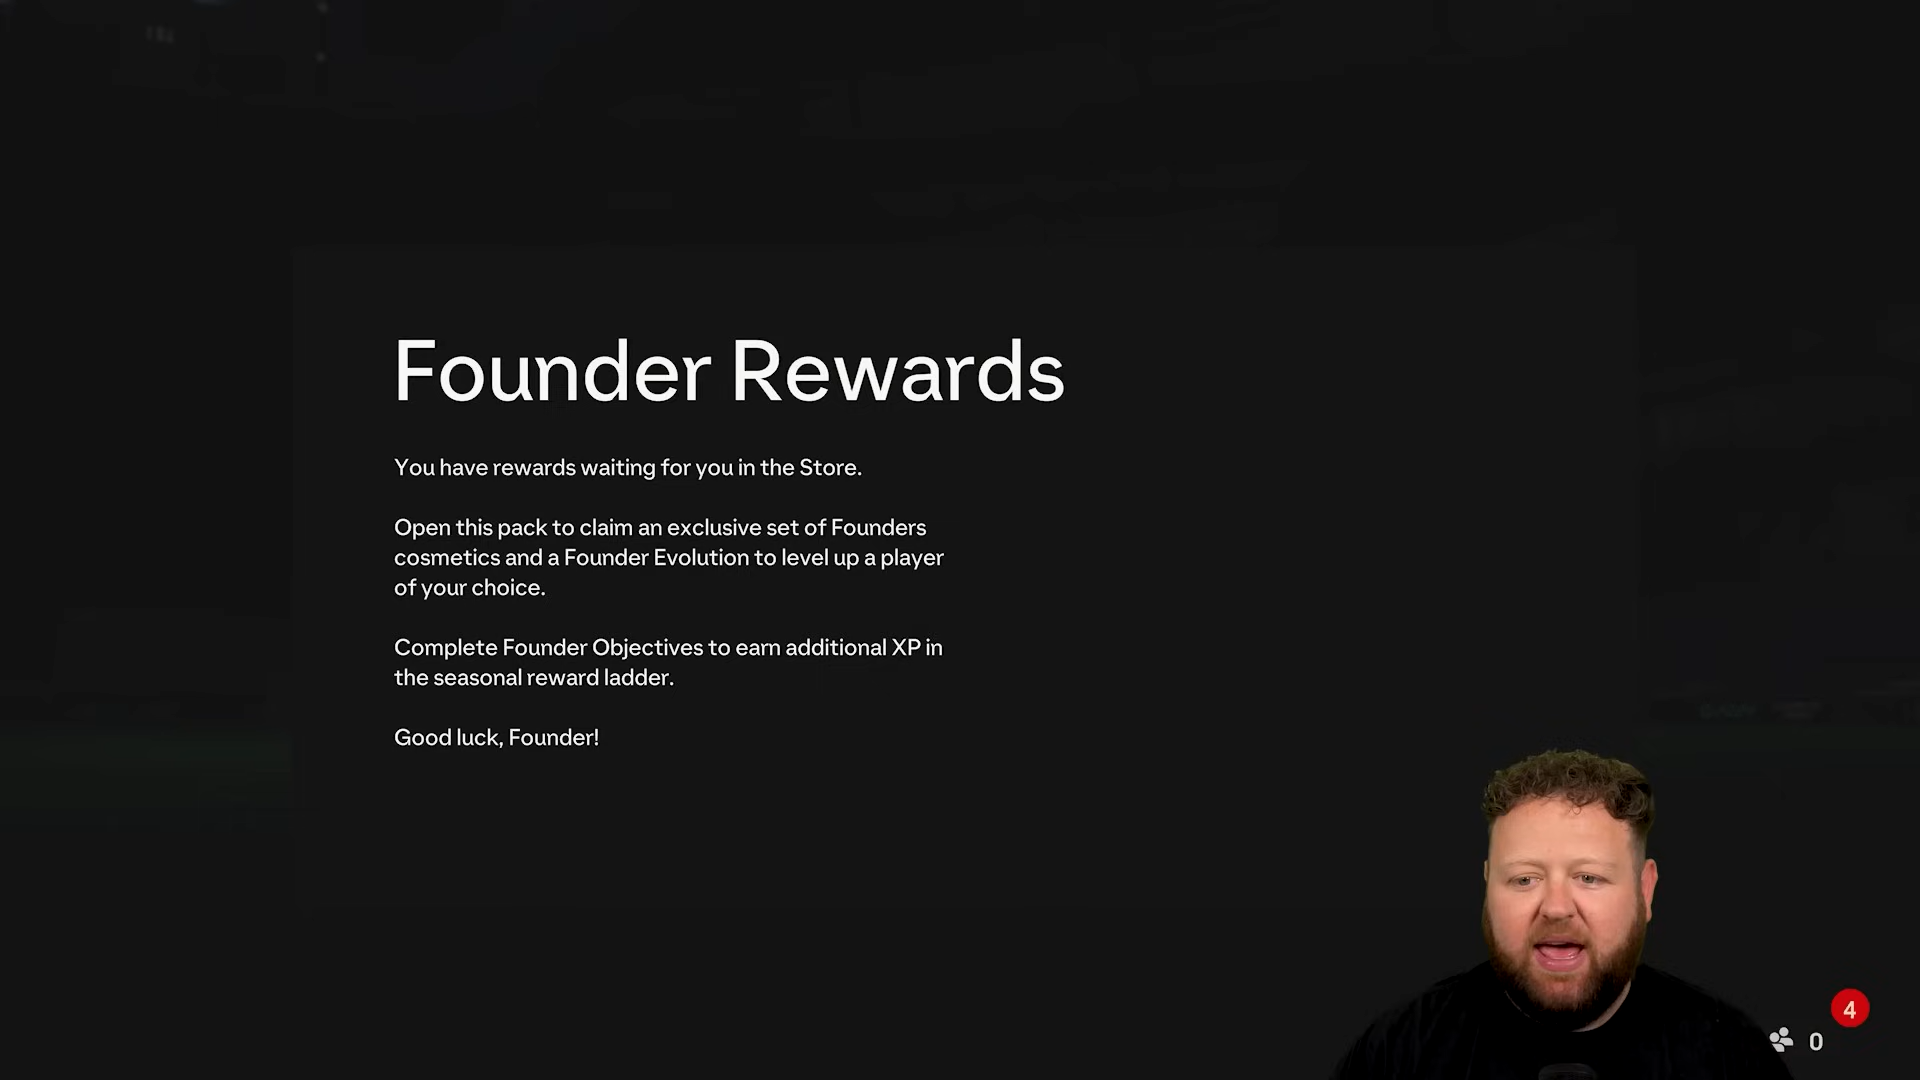 Founder Rewards
You have rewards waiting for you in the Store.
Open this pack to claim an exclusive set of Founders
cosmetics and a Founder Evolution to level up a player
of your choice.
Complete Founder Objectives to earn additional XP in
the seasonal reward ladder.
Good luck, Founder!
4
0